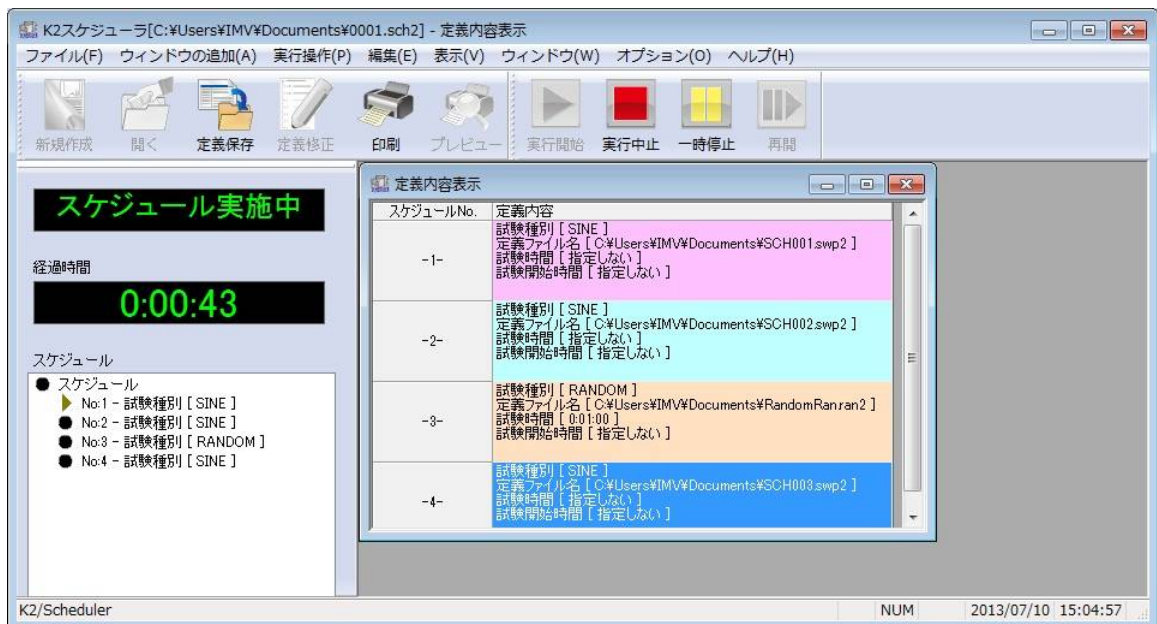 K2スケジューラ[C:¥Users¥IMV¥Documents¥0001.sch2] - 定義内容表示
ファイル(F) ウィンドウの追加(A) 実行操作(P) 編集(E) 表示(V) ウィンドウ(W) オプション(O) ヘルプ(H)
新規作成 開く 定義保存 定義修正 印刷 プレビュー 実行開始 実行中止 一時停止 再開
スケジュール実施中
経過時間
0:00:43
スケジュール
スケジュール
No:1 - 試験種別 [ SINE ]
No:2 - 試験種別 [ SINE ]
No:3 - 試験種別 [ RANDOM ]
No:4 - 試験種別 [ SINE ]
定義内容表示
スケジュールNo. 定義内容
-1-
試験種別 [ SINE ]
定義ファイル名 [ C:¥Users¥IMV¥Documents¥SCH001.swp2 ]
試験時間 [ 指定しない ]
試験開始時間 [ 指定しない ]
-2-
試験種別 [ SINE ]
定義ファイル名 [ C:¥Users¥IMV¥Documents¥SCH002.swp2 ]
試験時間 [ 指定しない ]
試験開始時間 [ 指定しない ]
-3-
試験種別 [ RANDOM ]
定義ファイル名 [ C:¥Users¥IMV¥Documents¥RandomRan.ran2 ]
試験時間 [ 0:01:00 ]
試験開始時間 [ 指定しない ]
-4-
試験種別 [ SINE ]
定義ファイル名 [ C:¥Users¥IMV¥Documents¥SCH003.swp2 ]
試験時間 [ 指定しない ]
試験開始時間 [ 指定しない ]
K2/Scheduler NUM 2013/07/10 15:04:57